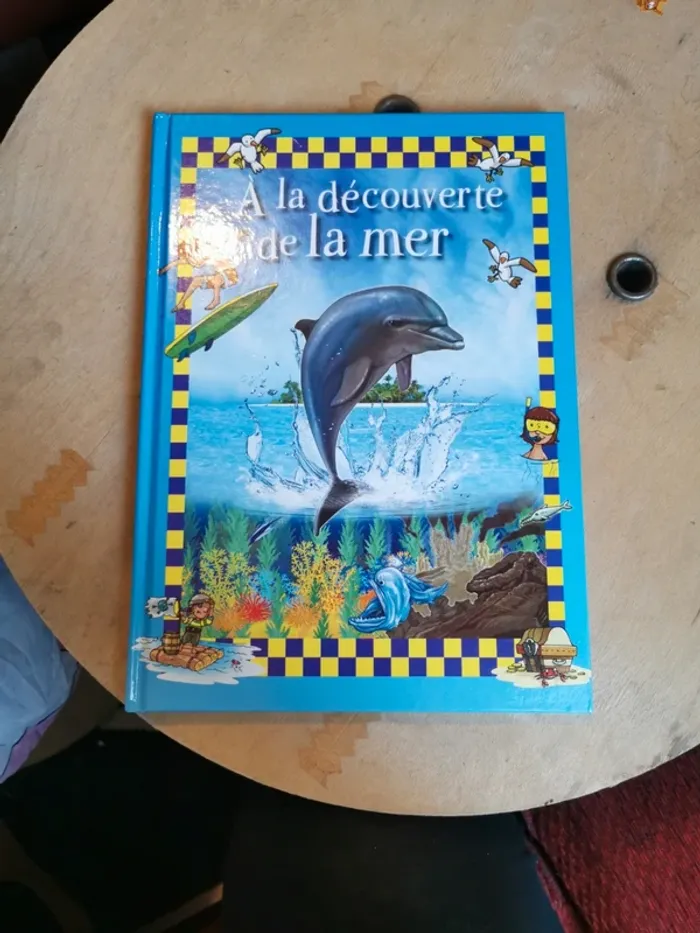 À la découverte
de la mer